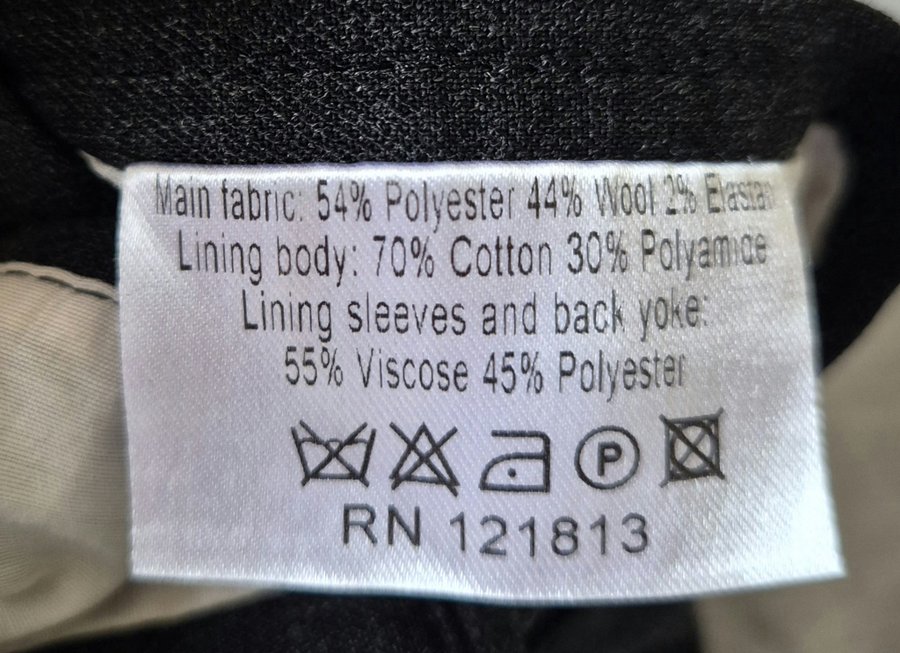 Main fabric: 54% Polyester 44% Wool 2% Elastan
Lining body: 70% Cotton 30% Polyamide
Lining sleeves and back yoke:
55% Viscose 45% Polyester
P
RN 121813